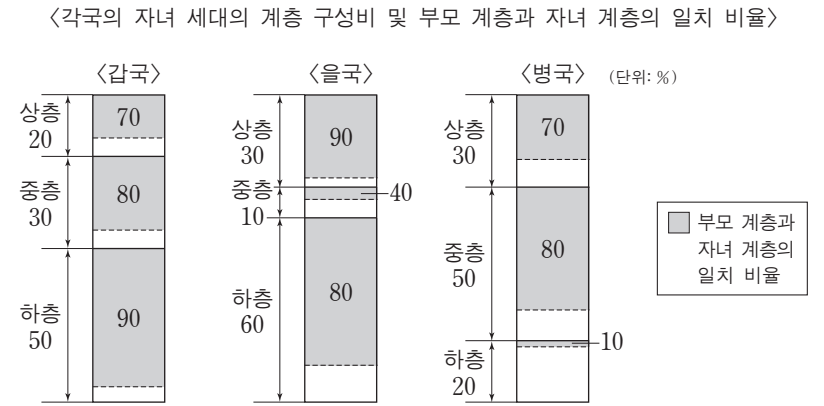 〈각국의 자녀 세대의 계층 구성비 및 부모 계층과 자녀 계층의 일치 비율〉
〈갑국〉
상층
20
70
중층
30
80
하층
50
90
〈을국〉
상층
30
90
중층
10
40
하층
60
80
〈병국〉
(단위: %)
상층
30
70
중층
50
80
하층
20
10
부모 계층과
자녀 계층의
일치 비율